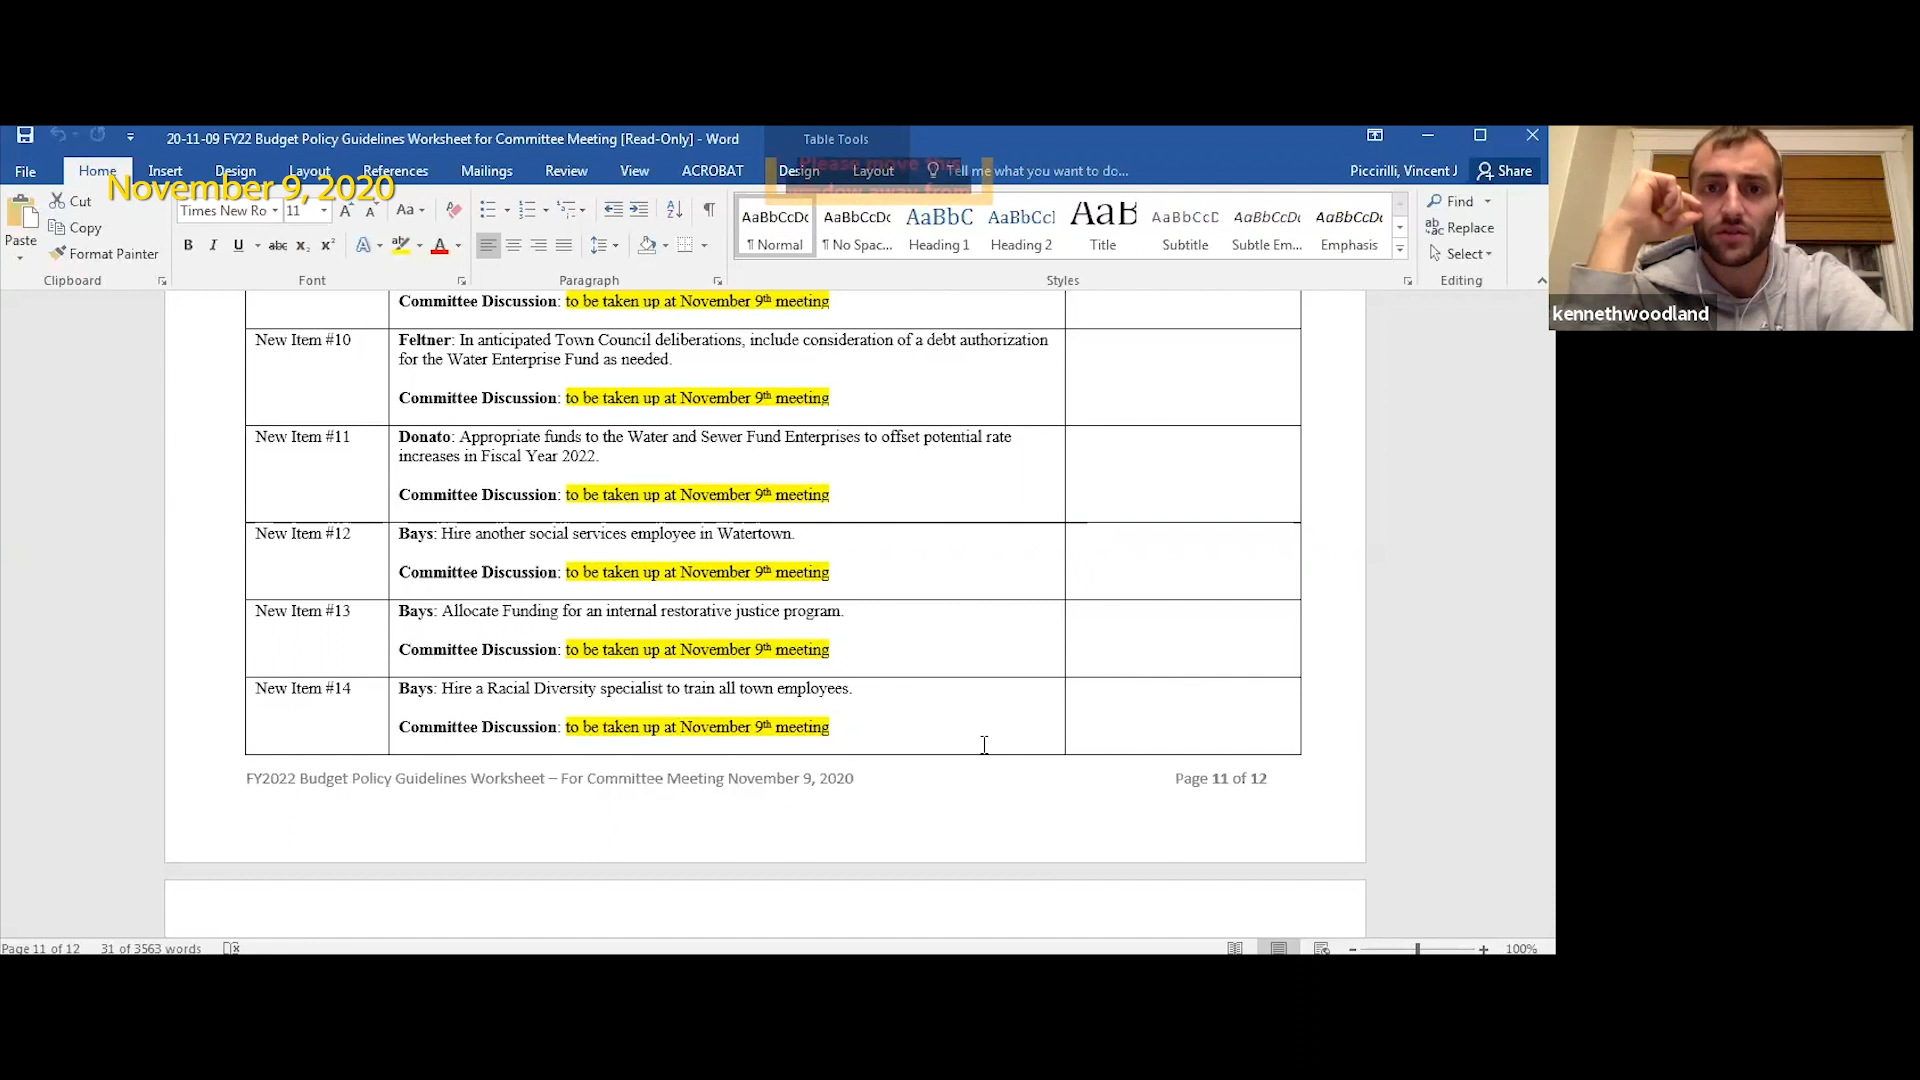 20-11-09 FY22 Budget Policy Guidelines Worksheet for Committee Meeting [Read-Only] - Word
Table Tools
File
Home
Insert
Design
Layout
References
Mailings
Review
View
ACROBAT
Design
Layout
Tell me what you want to do...
Piccirilli, Vincent J
Share
Please move this
window away from
November 9, 2020
Paste
Cut
Copy
Format Painter
Clipboard
Times New Ro
11
Font
Paragraph
AaBbCcDc
¶ Normal
AaBbCcDc
¶ No Spac...
AaBbC
Heading 1
AaBbCcl
Heading 2
AaB
Title
AaBbCcD
Subtitle
AaBbCcDc
Subtle Em...
AaBbCcDc
Emphasis
Styles
Find
Replace
Select
Editing
kennethwoodland
Committee Discussion: to be taken up at November 9th meeting
New Item #10
Feltner: In anticipated Town Council deliberations, include consideration of a debt authorization
for the Water Enterprise Fund as needed.
Committee Discussion: to be taken up at November 9th meeting
New Item #11
Donato: Appropriate funds to the Water and Sewer Fund Enterprises to offset potential rate
increases in Fiscal Year 2022.
Committee Discussion: to be taken up at November 9th meeting
New Item #12
Bays: Hire another social services employee in Watertown.
Committee Discussion: to be taken up at November 9th meeting
New Item #13
Bays: Allocate Funding for an internal restorative justice program.
Committee Discussion: to be taken up at November 9th meeting
New Item #14
Bays: Hire a Racial Diversity specialist to train all town employees.
Committee Discussion: to be taken up at November 9th meeting
FY2022 Budget Policy Guidelines Worksheet – For Committee Meeting November 9, 2020
Page 11 of 12
Page 11 of 12
31 of 3563 words
100%